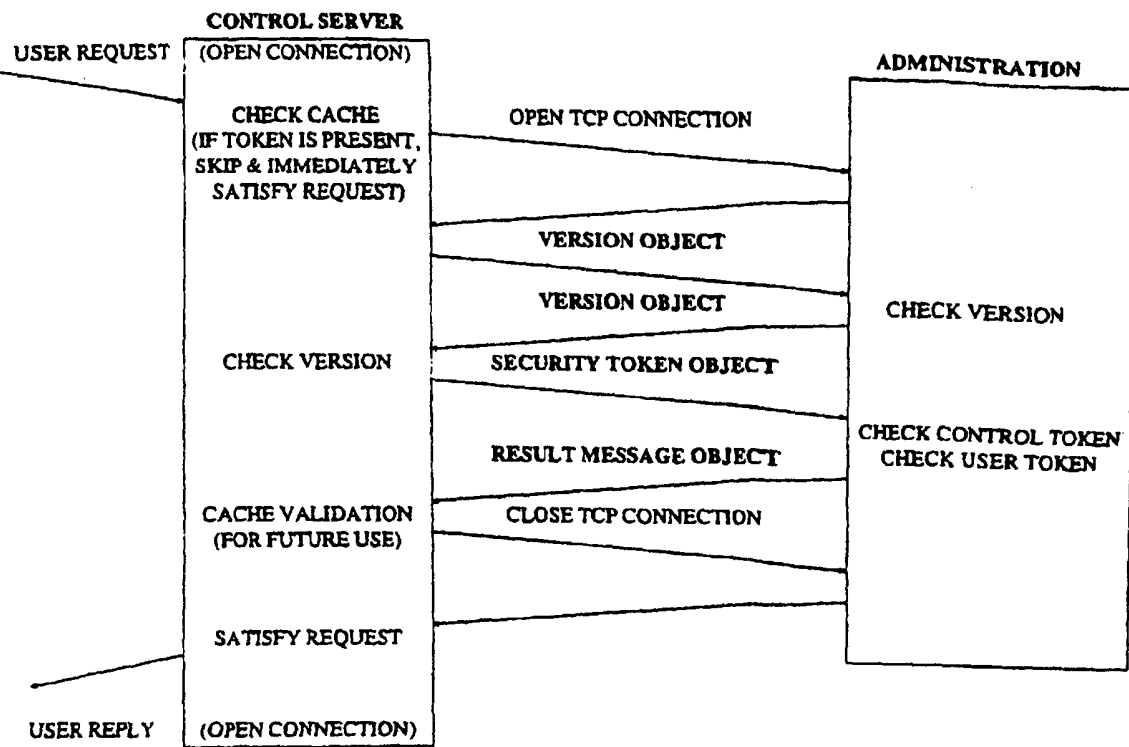 CONTROL SERVER
USER REQUEST
(OPEN CONNECTION)
ADMINISTRATION
CHECK CACHE
(IF TOKEN IS PRESENT,
SKIP & IMMEDIATELY
SATISFY REQUEST)
OPEN TCP CONNECTION
VERSION OBJECT
VERSION OBJECT
CHECK VERSION
CHECK VERSION
SECURITY TOKEN OBJECT
CHECK CONTROL TOKEN
CHECK USER TOKEN
RESULT MESSAGE OBJECT
CACHE VALIDATION
(FOR FUTURE USE)
CLOSE TCP CONNECTION
SATISFY REQUEST
USER REPLY
(OPEN CONNECTION)